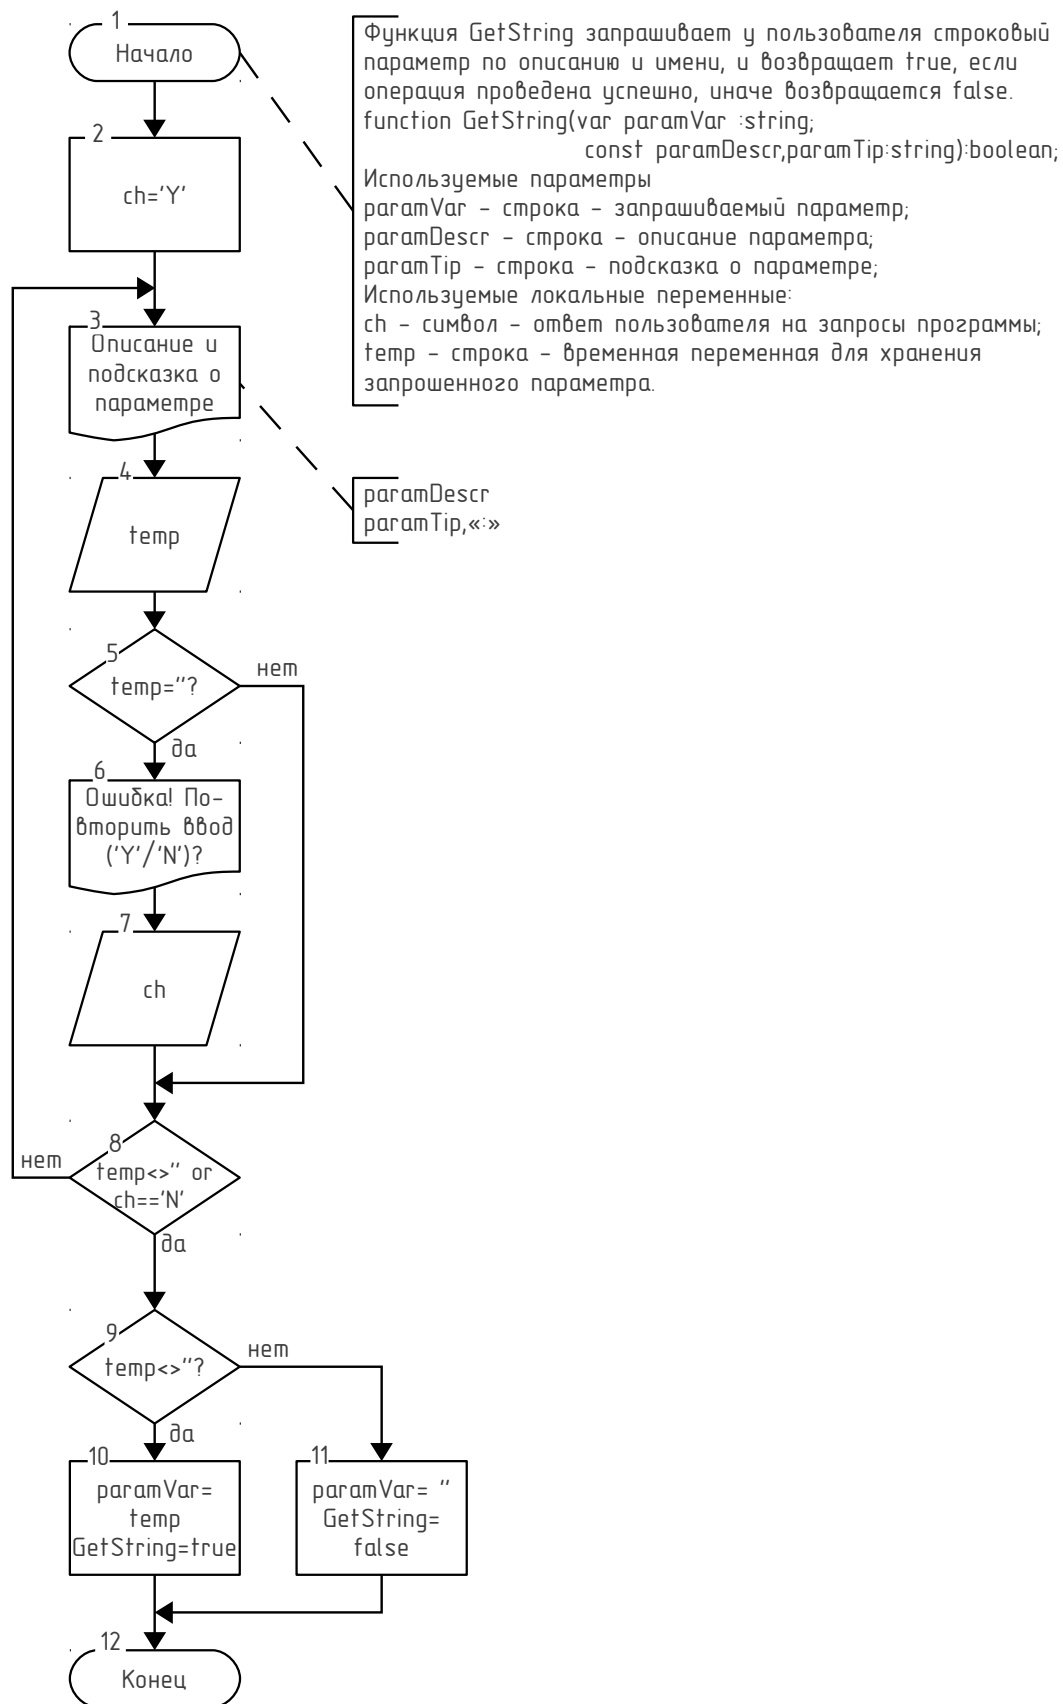 1
Начало
Функция GetString запрашивает у пользователя строковый
параметр по описанию и имени, и возвращает true, если
операция проведена успешно, иначе возвращается false.
function GetString(var paramVar :string;
const paramDescr,paramTip:string):boolean;
Используемые параметры
paramVar - строка - запрашиваемый параметр;
paramDescr - строка - описание параметра;
paramTip - строка - подсказка о параметре;
Используемые локальные переменные:
ch - символ - ответ пользователя на запросы программы;
temp - строка - временная переменная для хранения
запрошенного параметра.
2
ch='Y'
3
Описание и
подсказка о
параметре
paramDescr
paramTip,«:»
4
temp
5
temp=''?
нет
да
6
Ошибка! По-
вторить ввод
('Y'/'N')?
7
ch
8
temp<>'' or
ch=='N'
нет
да
9
temp<>''?
нет
да
10
paramVar=
temp
GetString=true
11
paramVar= ''
GetString=
false
12
Конец